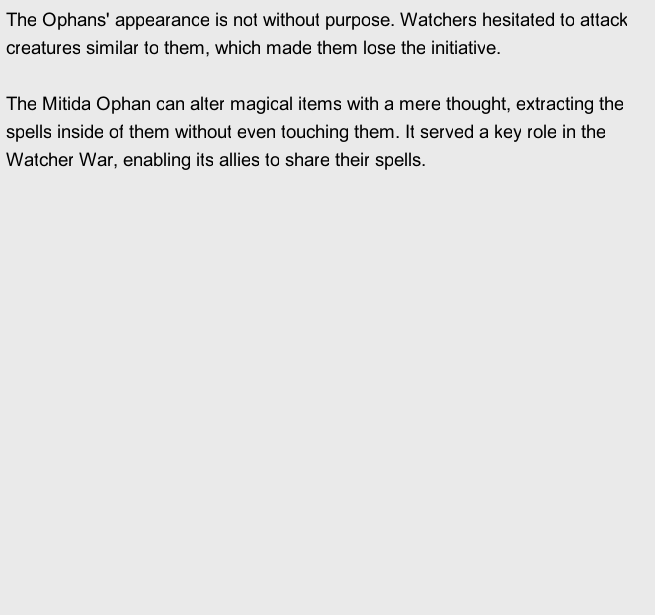 The Ophans' appearance is not without purpose. Watchers hesitated to attack
creatures similar to them, which made them lose the initiative.
The Mitida Ophan can alter magical items with a mere thought, extracting the
spells inside of them without even touching them. It served a key role in the
Watcher War, enabling its allies to share their spells.